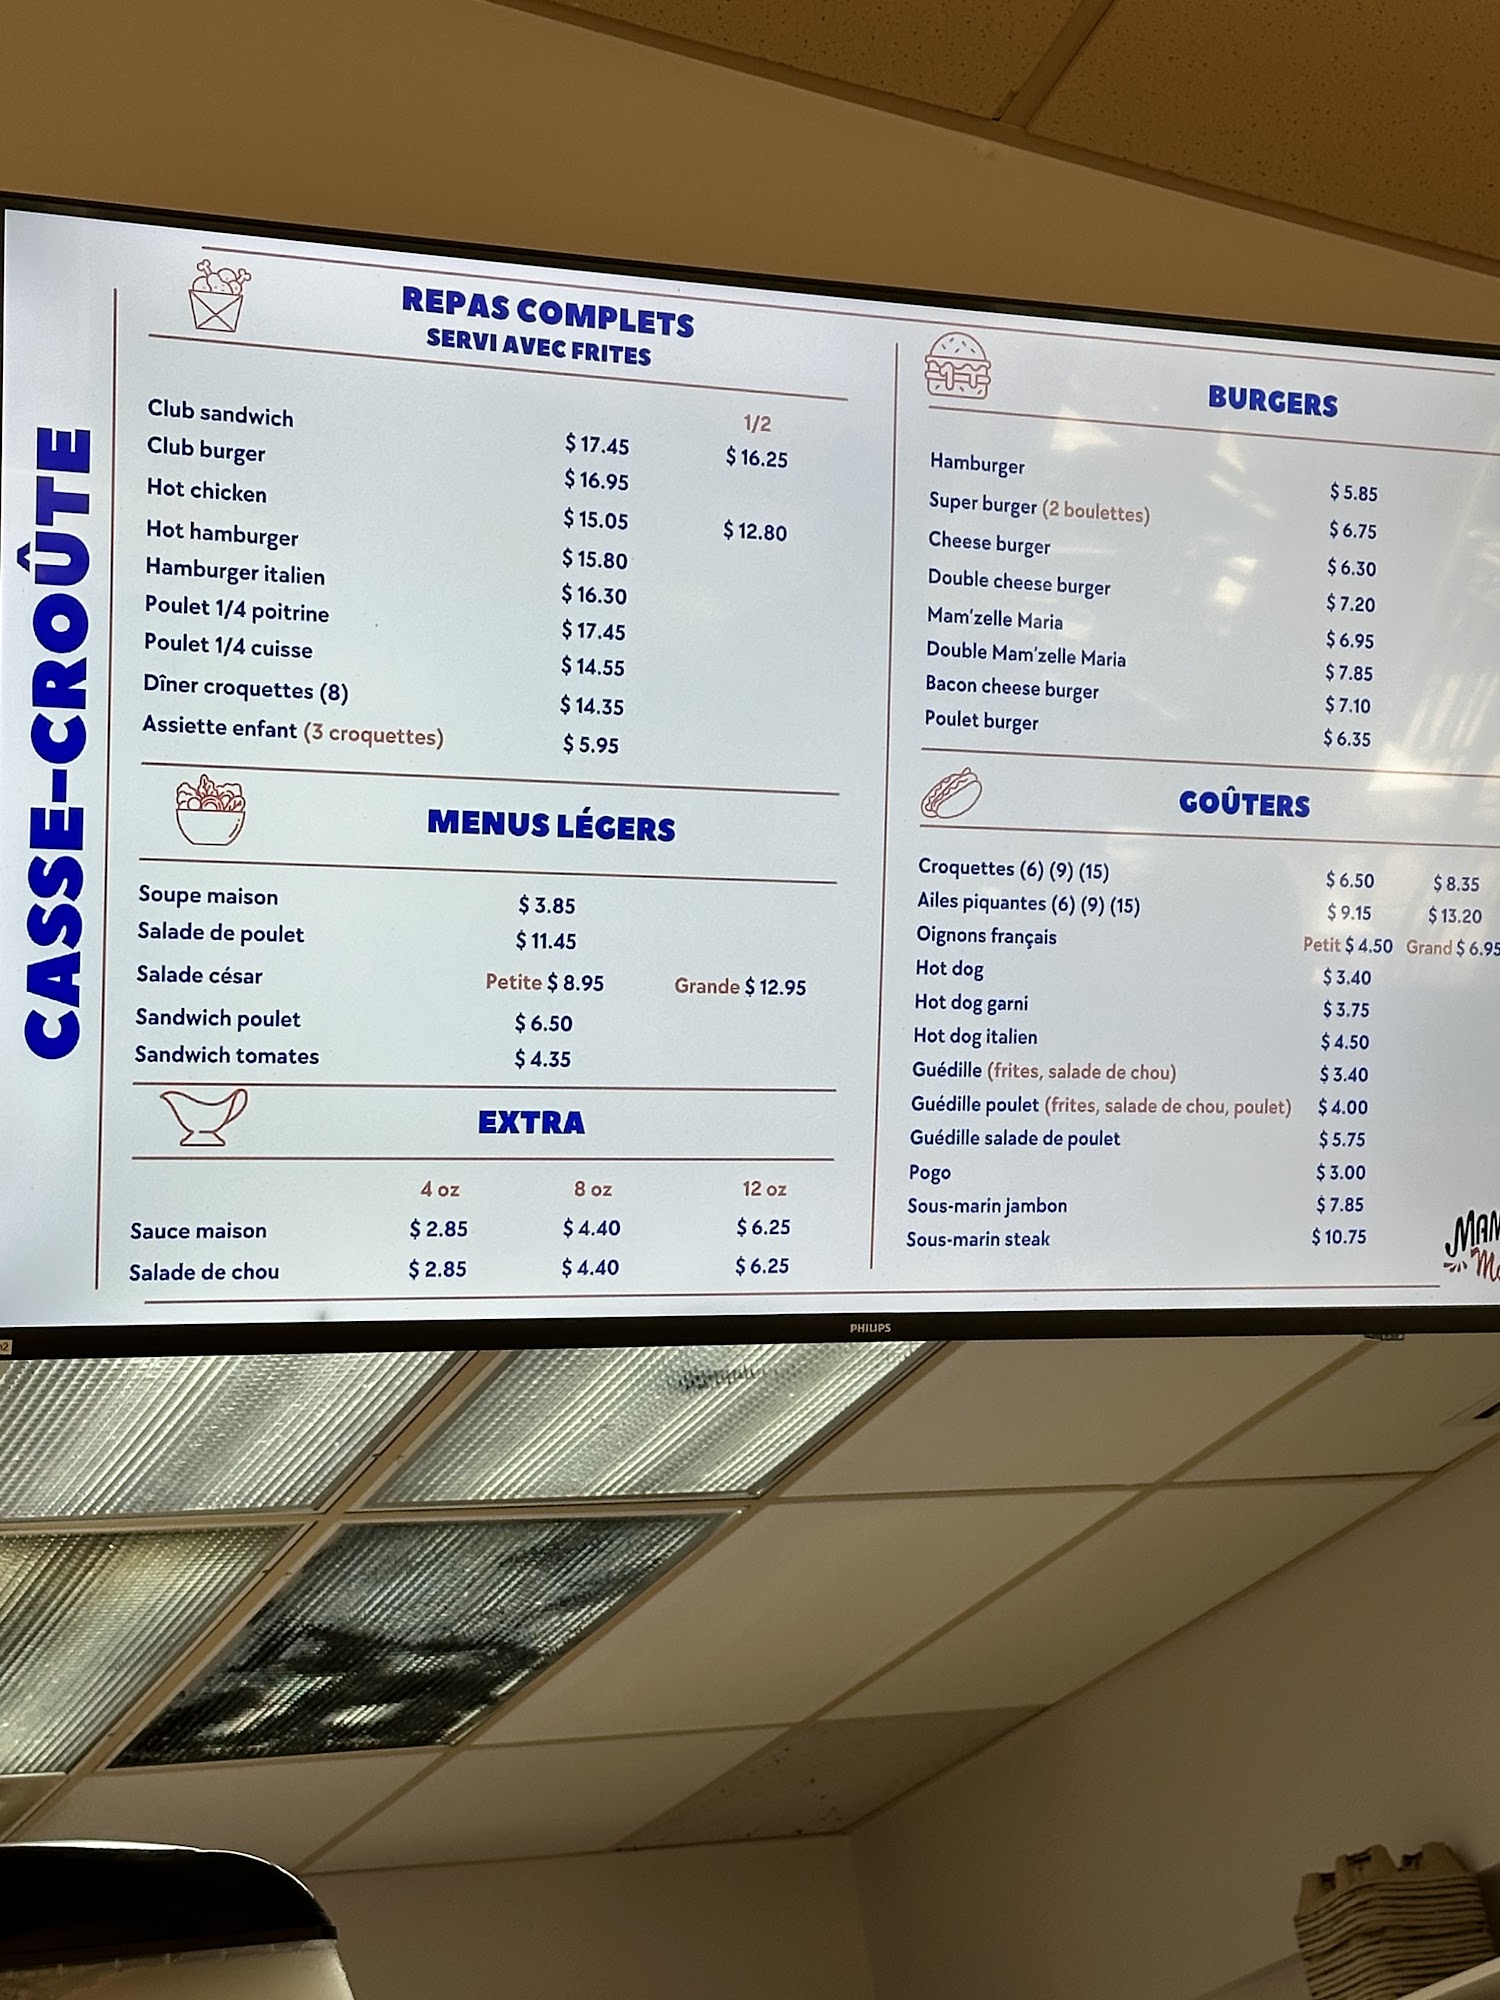 CASSE-CROÛTE
REPAS COMPLETS
SERVI AVEC FRITES
1/2
Club sandwich $ 17.45 $ 16.25
Club burger $ 16.95
Hot chicken $ 15.05 $ 12.80
Hot hamburger $ 15.80
Hamburger italien $ 16.30
Poulet 1/4 poitrine $ 17.45
Poulet 1/4 cuisse $ 14.55
Dîner croquettes (8) $ 14.35
Assiette enfant (3 croquettes) $ 5.95
MENUS LÉGERS
Soupe maison $ 3.85
Salade de poulet $ 11.45
Salade césar Petite $ 8.95 Grande $ 12.95
Sandwich poulet $ 6.50
Sandwich tomates $ 4.35
EXTRA
4 oz 8 oz 12 oz
Sauce maison $ 2.85 $ 4.40 $ 6.25
Salade de chou $ 2.85 $ 4.40 $ 6.25
BURGERS
Hamburger $ 5.85
Super burger (2 boulettes) $ 6.75
Cheese burger $ 6.30
Double cheese burger $ 7.20
Mam'zelle Maria $ 6.95
Double Mam'zelle Maria $ 7.85
Bacon cheese burger $ 7.10
Poulet burger $ 6.35
GOÛTERS
Croquettes (6) (9) (15) $ 6.50 $ 8.35
Ailes piquantes (6) (9) (15) $ 9.15 $ 13.20
Oignons français Petit $ 4.50 Grand $ 6.95
Hot dog $ 3.40
Hot dog garni $ 3.75
Hot dog italien $ 4.50
Guédille (frites, salade de chou) $ 3.40
Guédille poulet (frites, salade de chou, poulet) $ 4.00
Guédille salade de poulet $ 5.75
Pogo $ 3.00
Sous-marin jambon $ 7.85
Sous-marin steak $ 10.75
PHILIPS